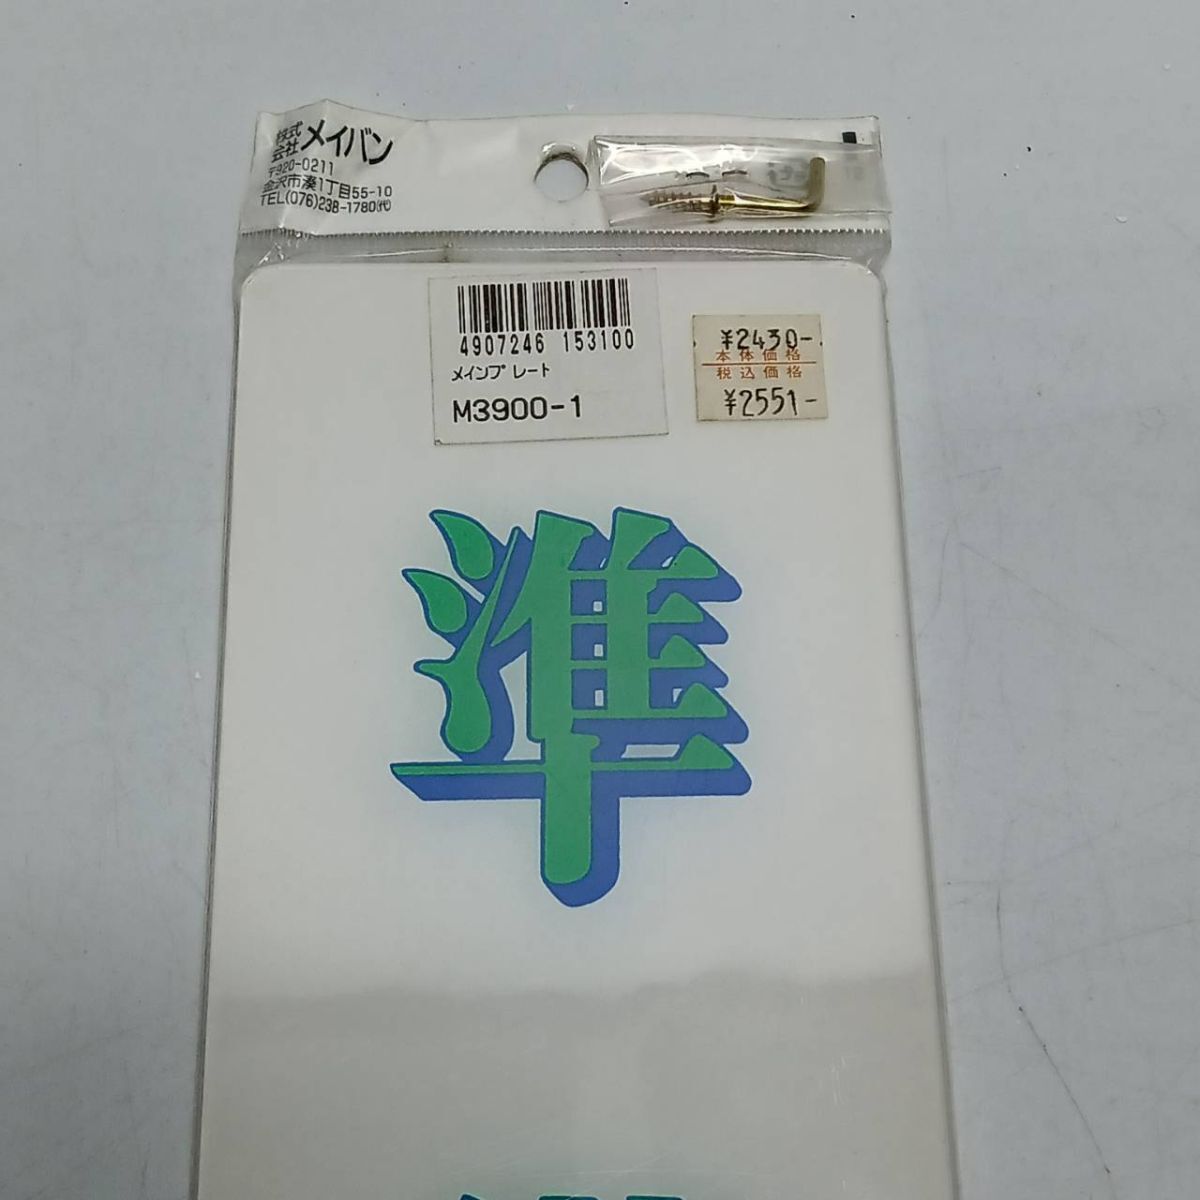 株式
会社 メイバン
〒920-0211
金沢市湊1丁目55-10
TEL(076)238-1780(代)
4907246 153100
メインプレート
M3900-1
¥2430-
本体価格
税込価格
¥2551-
準